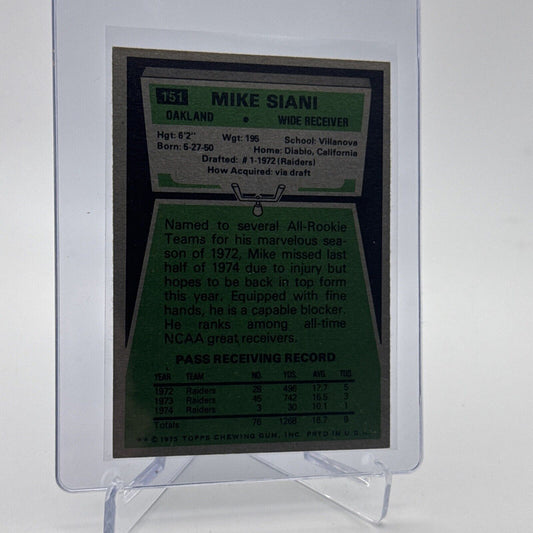 151 MIKE SIANI
OAKLAND • WIDE RECEIVER
Hgt: 6'2" Wgt: 195 School: Villanova
Born: 5-27-50 Home: Diablo, California
Drafted: #1-1972 (Raiders)
How Acquired: via draft
Named to several All-Rookie
Teams for his marvelous sea-
son of 1972, Mike missed last
half of 1974 due to injury but
hopes to be back in top form
this year. Equipped with fine
hands, he is a capable blocker.
He ranks among all-time
NCAA great receivers.
PASS RECEIVING RECORD
YEAR TEAM NO. YDS. AVG. TDS.
1972 Raiders 28 496 17.7 5
1973 Raiders 45 742 16.5 3
1974 Raiders 3 30 10.1 1
Totals 76 1268 16.7 9
★★ © 1975 TOPPS CHEWING GUM, INC. PRTD IN U.S.